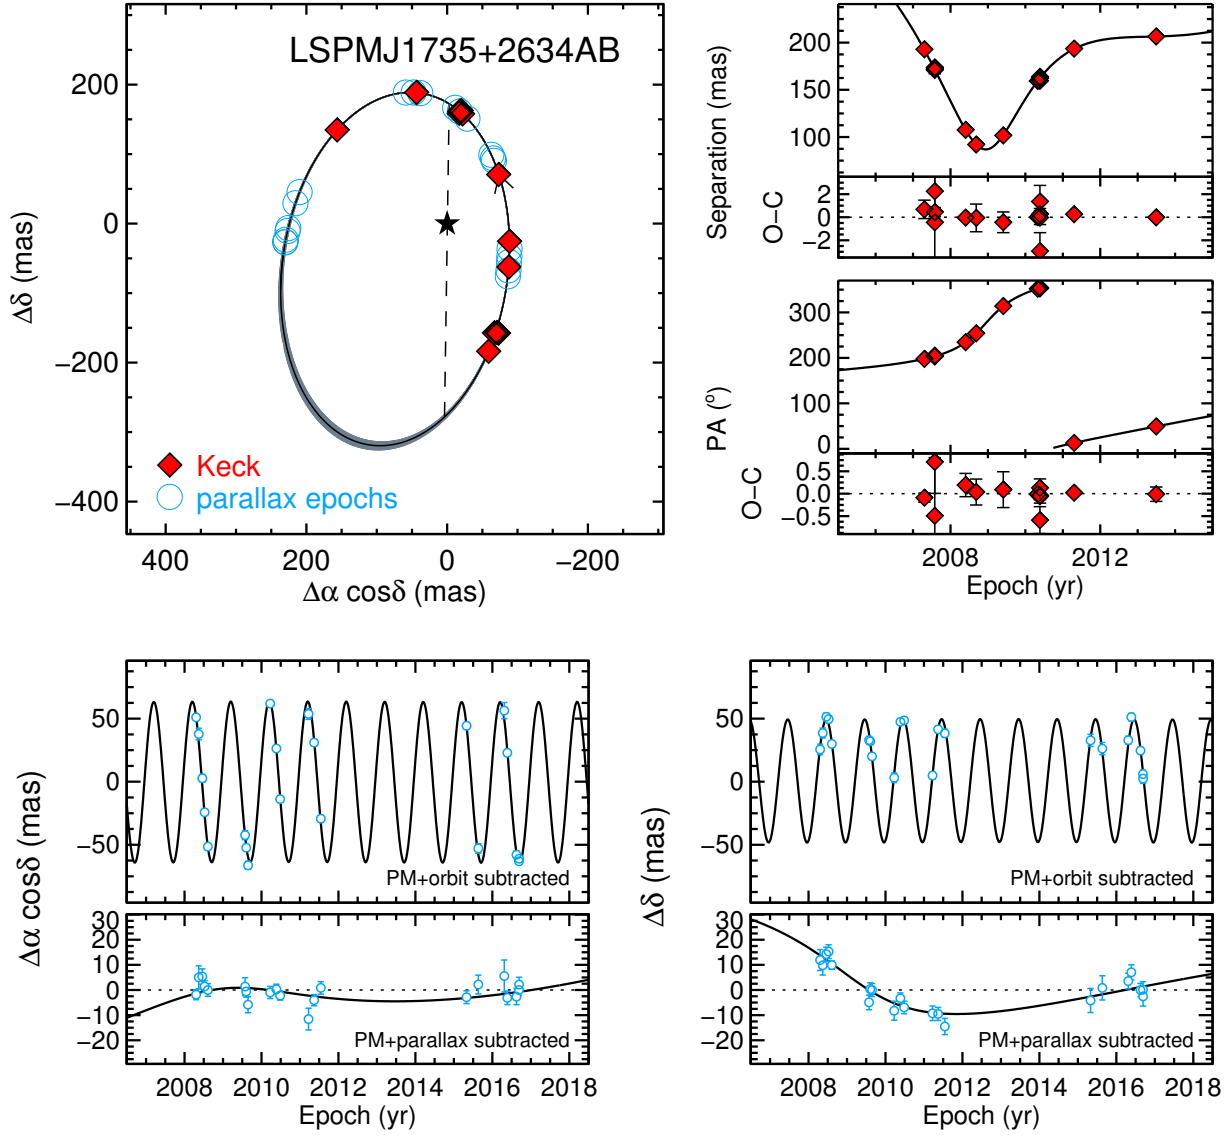 LSPMJ1735+2634AB
200
0
−200
−400
Δδ (mas)
Keck
parallax epochs
400
200
0
−200
Δα cosδ (mas)
200
150
100
Separation (mas)
2
0
−2
O−C
300
200
100
0
PA (°)
0.5
0.0
−0.5
O−C
2008
2012
Epoch (yr)
50
0
−50
PM+orbit subtracted
Δα cosδ (mas)
30
20
10
0
−10
−20
PM+parallax subtracted
2008 2010 2012 2014 2016 2018
Epoch (yr)
50
0
−50
PM+orbit subtracted
Δδ (mas)
30
20
10
0
−10
−20
PM+parallax subtracted
2008 2010 2012 2014 2016 2018
Epoch (yr)